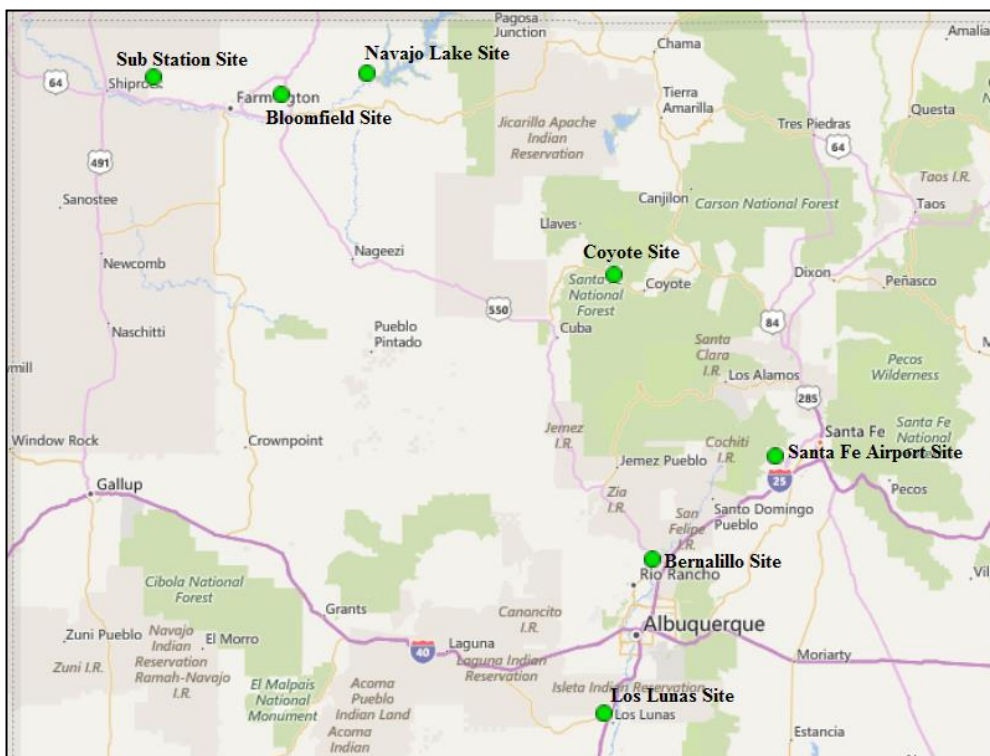 Pagosa
Junction
Amalia
Sub Station Site
Navajo Lake Site
Chama
64
Shiprock
Farmington
Bloomfield Site
Tierra
Amarilla
Questa
Jicarilla Apache
Indian
Reservation
Tres Piedras
64
491
Taos I.R.
Sanostee
Canjilon
Carson National Forest
Taos
Llaves
Newcomb
Nageezi
Coyote Site
Dixon
Peñasco
Santa
National
Forest
Coyote
550
Naschitti
Pueblo
Pintado
Cuba
84
Santa
Clara
I.R.
Los Alamos
Pecos
Wilderness
285
Window Rock
Crownpoint
Jemez
I.R.
Cochiti
I.R.
Santa Fe
Santa Fe
National
Santa Fe Airport Site
Jemez Pueblo
Gallup
Zia
I.R.
25
Pecos
Santo Domingo
Pueblo
San
Felipe
I.R.
Bernalillo Site
Rio Rancho
Cibola National
Forest
Grants
Canoncito
I.R.
Albuquerque
Zuni Pueblo
Navajo
Indian
Reservation
Ramah-Navajo
I.R.
El Morro
Zuni I.R.
40
Laguna
Laguna Indian
Reservation
Moriarty
El Malpais
National
Monument
Acoma
Pueblo
Indian Land
Acoma
Indian
Isleta Indian Reservation
Los Lunas Site
Los Lunas
Estancia